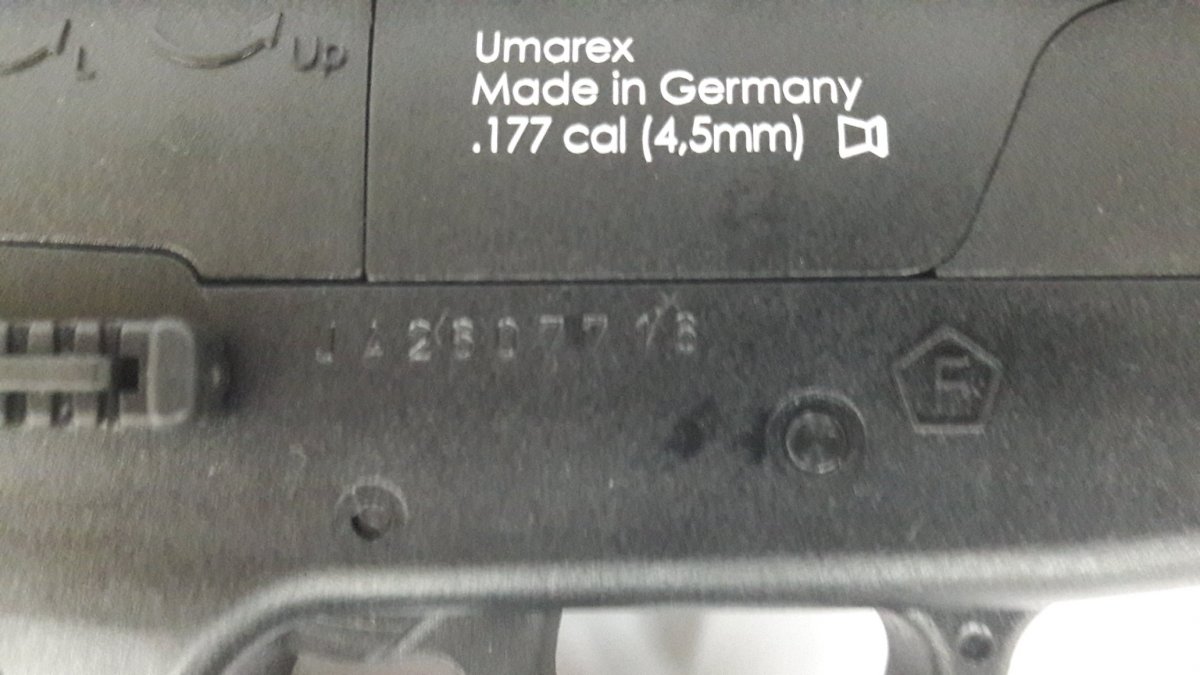 L Up
Umarex
Made in Germany
.177 cal (4,5mm)
F